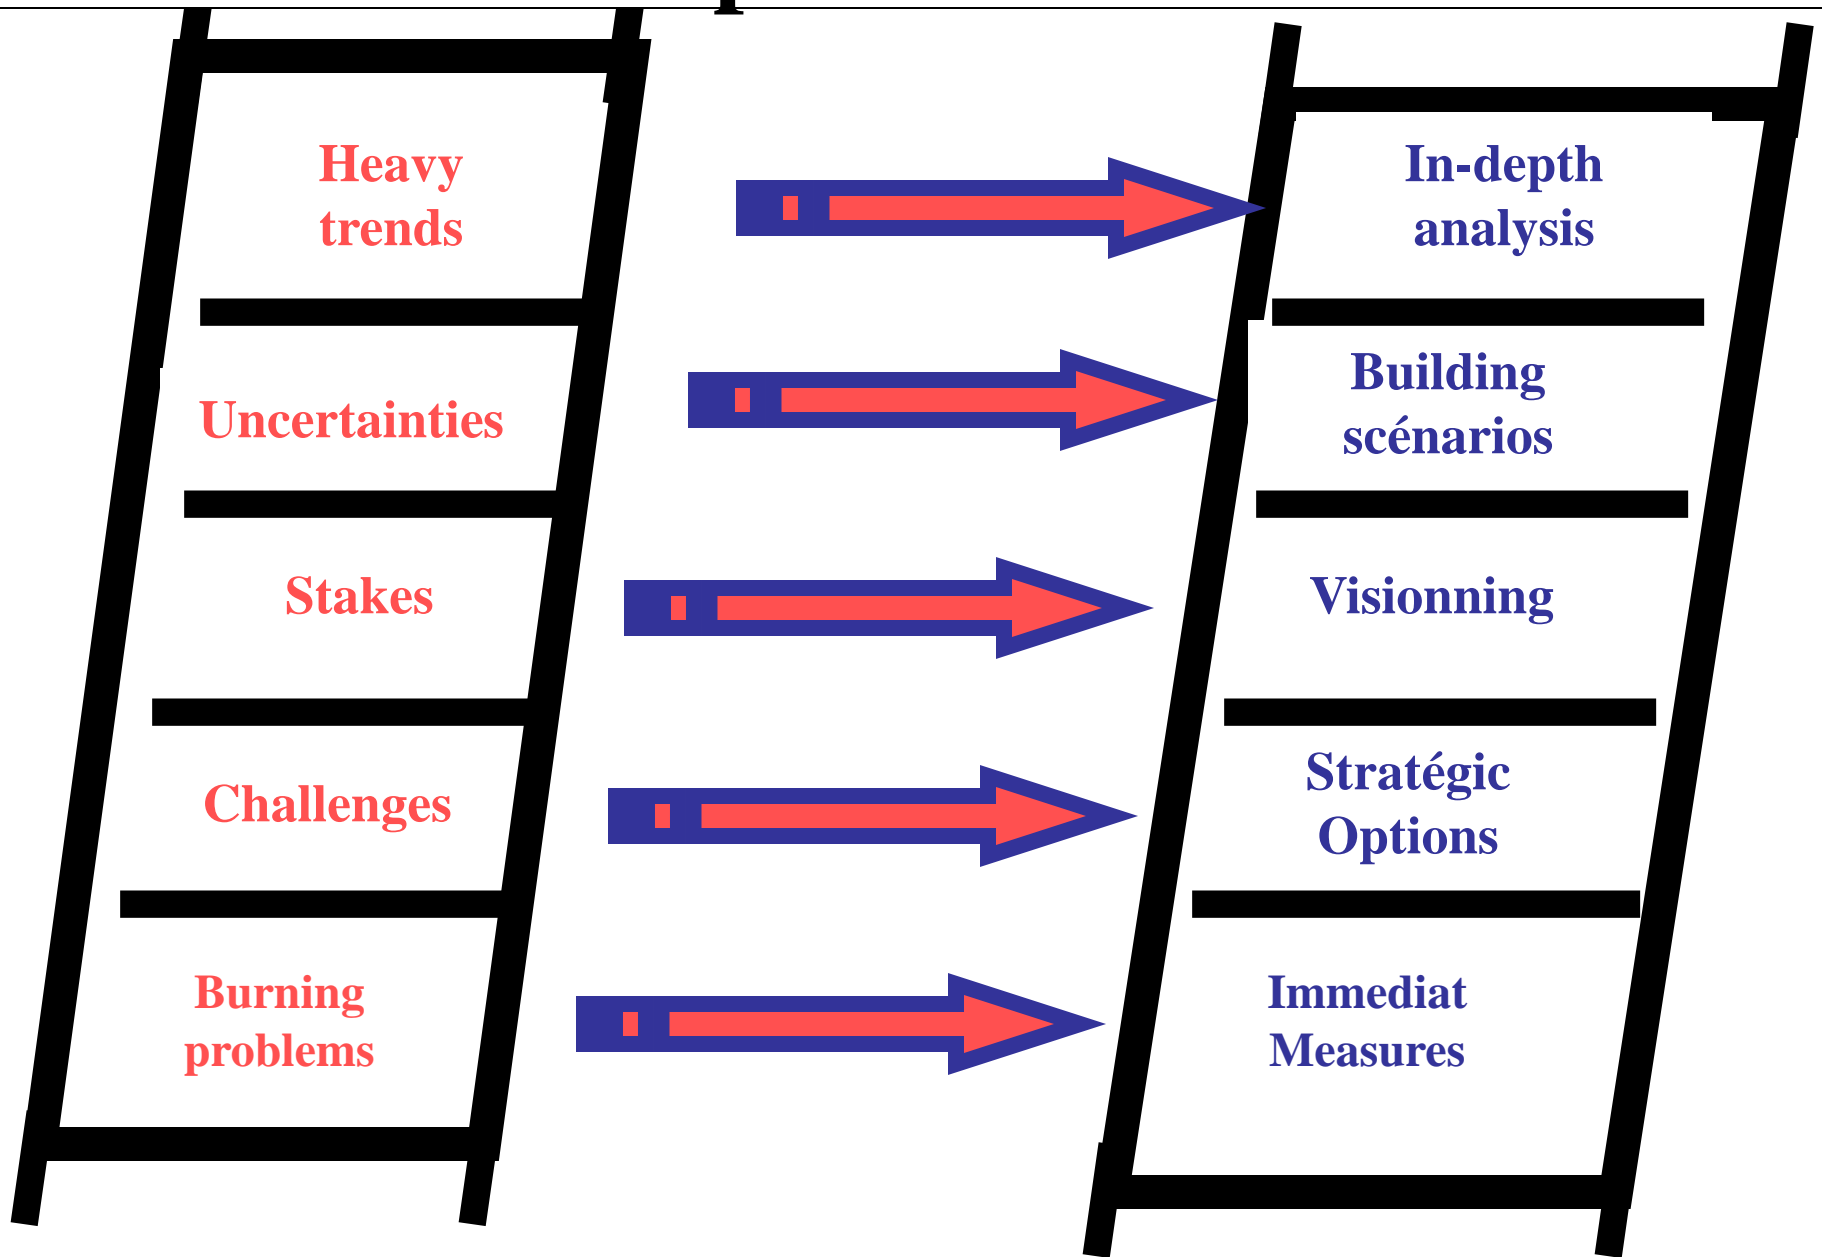 Heavy
trends
In-depth
analysis
Uncertainties
Building
scénarios
Stakes
Visionning
Challenges
Stratégic
Options
Burning
problems
Immediat
Measures